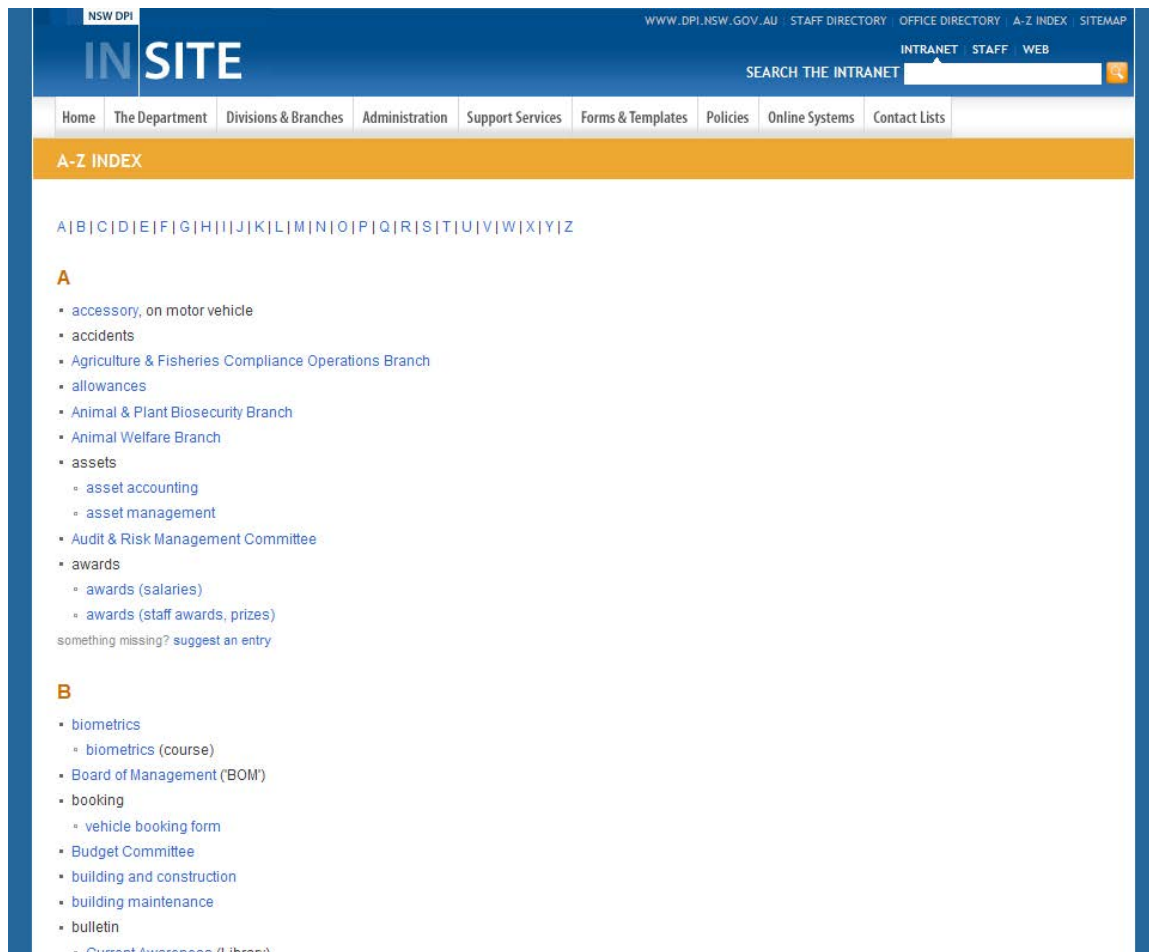 NSW DPI
INSITE
WWW.DPI.NSW.GOV.AU | STAFF DIRECTORY | OFFICE DIRECTORY | A-Z INDEX | SITEMAP
INTRANET | STAFF | WEB
SEARCH THE INTRANET
Home The Department Divisions & Branches Administration Support Services Forms & Templates Policies Online Systems Contact Lists
A-Z INDEX
A | B | C | D | E | F | G | H | I | J | K | L | M | N | O | P | Q | R | S | T | U | V | W | X | Y | Z
A
accessory, on motor vehicle
accidents
Agriculture & Fisheries Compliance Operations Branch
allowances
Animal & Plant Biosecurity Branch
Animal Welfare Branch
assets
asset accounting
asset management
Audit & Risk Management Committee
awards
awards (salaries)
awards (staff awards, prizes)
something missing? suggest an entry
B
biometrics
biometrics (course)
Board of Management ('BOM')
booking
vehicle booking form
Budget Committee
building and construction
building maintenance
bulletin
Current Awareness (Library)